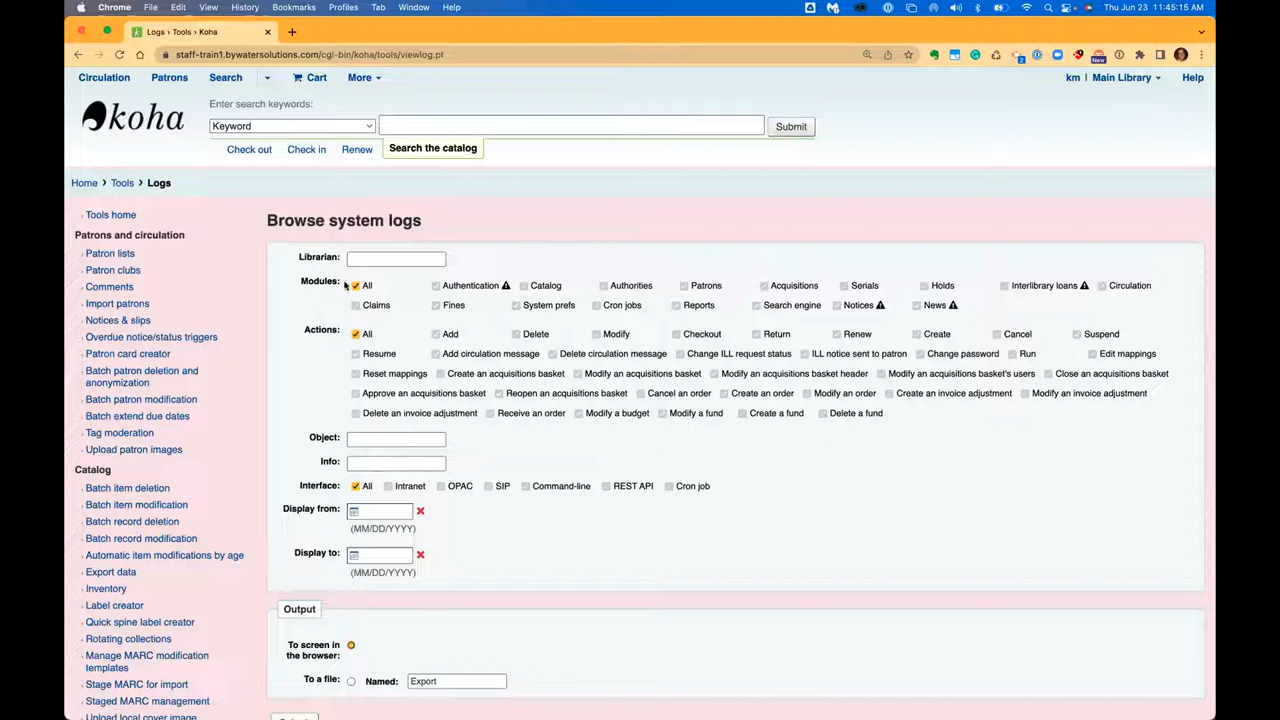 Chrome File Edit View History Bookmarks Profiles Tab Window Help Thu Jun 23 11:45:15 AM
Logs › Tools › Koha
staff-train1.bywatersolutions.com/cgi-bin/koha/tools/viewlog.pl
New
2
Circulation Patrons Search Cart More km | Main Library Help
koha
Enter search keywords:
Keyword Submit
Check out Check in Renew Search the catalog
Home › Tools › Logs
Tools home
Patrons and circulation
Patron lists
Patron clubs
Comments
Import patrons
Notices & slips
Overdue notice/status triggers
Patron card creator
Batch patron deletion and
anonymization
Batch patron modification
Batch extend due dates
Tag moderation
Upload patron images
Catalog
Batch item deletion
Batch item modification
Batch record deletion
Batch record modification
Automatic item modifications by age
Export data
Inventory
Label creator
Quick spine label creator
Rotating collections
Manage MARC modification
templates
Stage MARC for import
Staged MARC management
Upload local cover image
Browse system logs
Librarian:
Modules: All Authentication Catalog Authorities Patrons Acquisitions Serials Holds Interlibrary loans Circulation
Claims Fines System prefs Cron jobs Reports Search engine Notices News
Actions: All Add Delete Modify Checkout Return Renew Create Cancel Suspend
Resume Add circulation message Delete circulation message Change ILL request status ILL notice sent to patron Change password Run Edit mappings
Reset mappings Create an acquisitions basket Modify an acquisitions basket Modify an acquisitions basket header Modify an acquisitions basket's users Close an acquisitions basket
Approve an acquisitions basket Reopen an acquisitions basket Cancel an order Create an order Modify an order Create an invoice adjustment Modify an invoice adjustment
Delete an invoice adjustment Receive an order Modify a budget Modify a fund Create a fund Delete a fund
Object:
Info:
Interface: All Intranet OPAC SIP Command-line REST API Cron job
Display from:
(MM/DD/YYYY)
Display to:
(MM/DD/YYYY)
Output
To screen in
the browser:
To a file: Named: Export